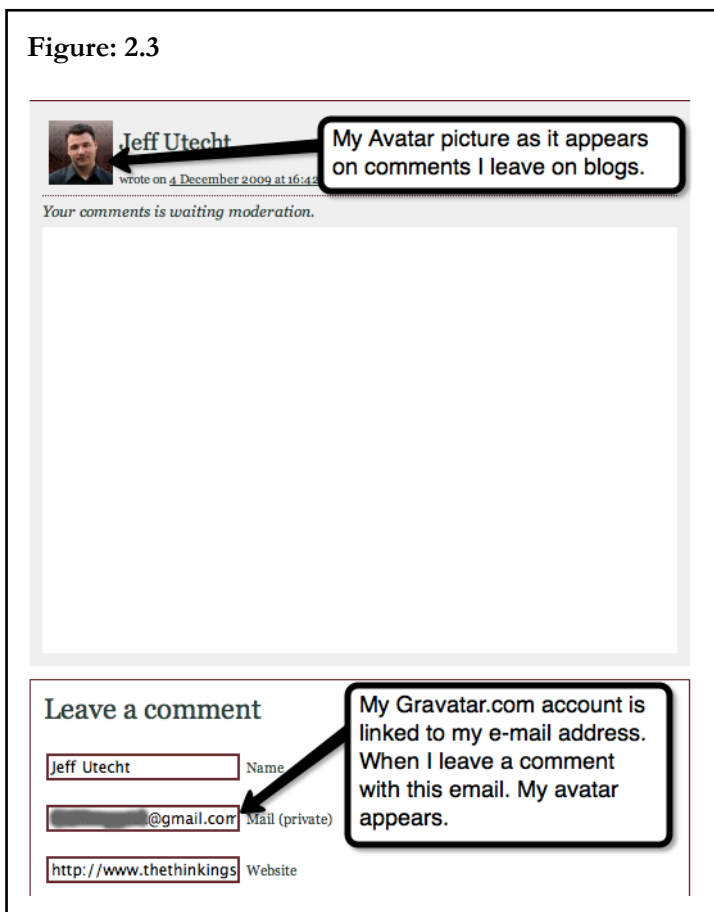 Figure: 2.3
Jeff Utecht
My Avatar picture as it appears
on comments I leave on blogs.
wrote on 4 December 2009 at 16:42
Your comments is waiting moderation.
Leave a comment
My Gravatar.com account is
linked to my e-mail address.
When I leave a comment
with this email. My avatar
appears.
Jeff Utecht Name
@gmail.com Mail (private)
http://www.thethinkings Website